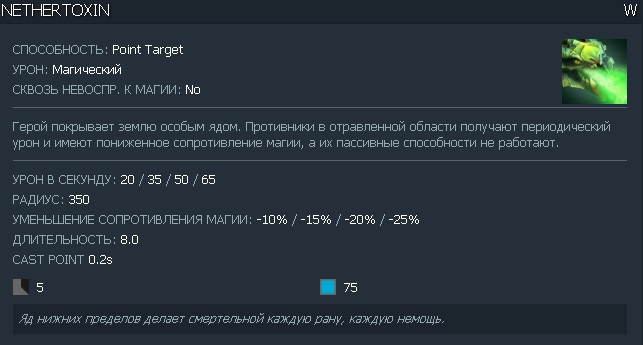 NETHERTOXIN W
СПОСОБНОСТЬ: Point Target
УРОН: Магический
СКВОЗЬ НЕВОСПР. К МАГИИ: No
Герой покрывает землю особым ядом. Противники в отравленной области получают периодический
урон и имеют пониженное сопротивление магии, а их пассивные способности не работают.
УРОН В СЕКУНДУ: 20 / 35 / 50 / 65
РАДИУС: 350
УМЕНЬШЕНИЕ СОПРОТИВЛЕНИЯ МАГИИ: -10% / -15% / -20% / -25%
ДЛИТЕЛЬНОСТЬ: 8.0
CAST POINT 0.2s
5 75
Яд нижних пределов делает смертельной каждую рану, каждую немощь.